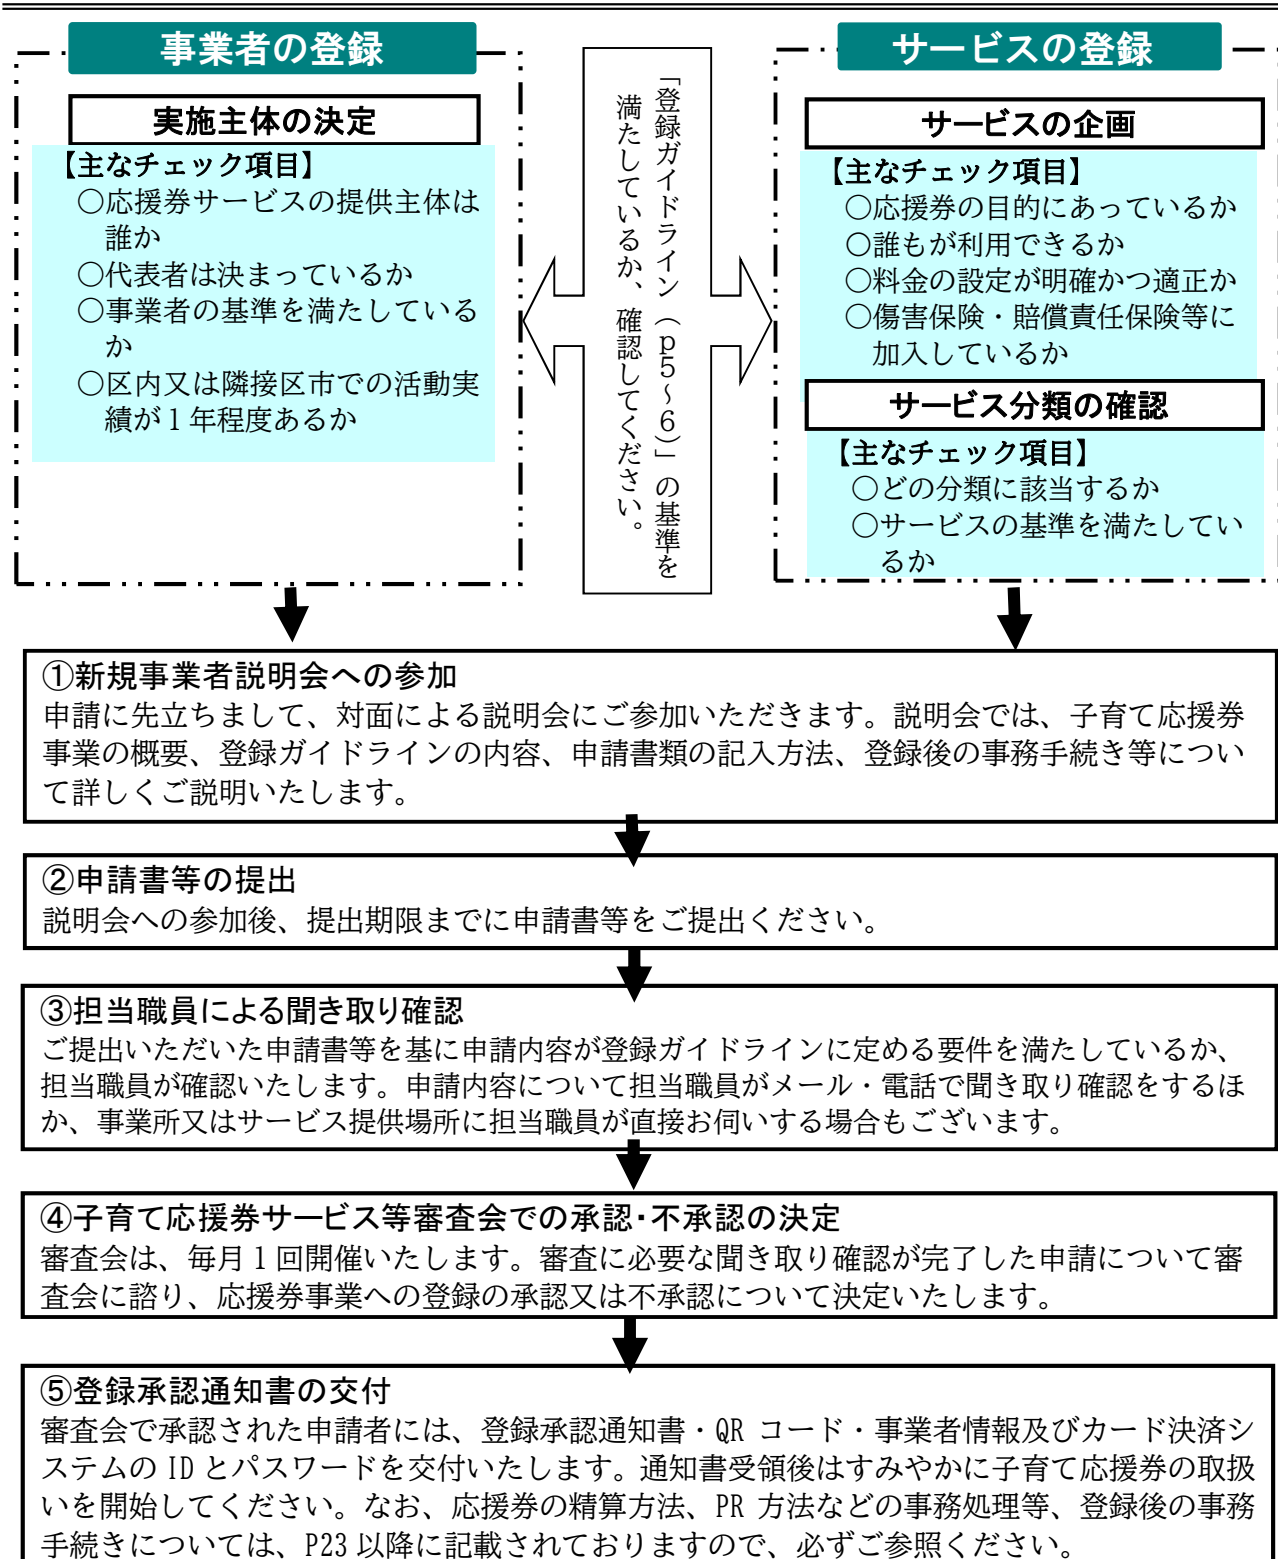 事業者の登録
実施主体の決定
【主なチェック項目】
○応援券サービスの提供主体は
誰か
○代表者は決まっているか
○事業者の基準を満たしている
か
○区内又は隣接区市での活動実
績が１年程度あるか
「登録ガイドライン（ｐ５～６）」の基準を
満たしているか、確認してください。
サービスの登録
サービスの企画
【主なチェック項目】
○応援券の目的にあっているか
○誰もが利用できるか
○料金の設定が明確かつ適正か
○傷害保険・賠償責任保険等に
加入しているか
サービス分類の確認
【主なチェック項目】
○どの分類に該当するか
○サービスの基準を満たしてい
るか
①新規事業者説明会への参加
申請に先立ちまして、対面による説明会にご参加いただきます。説明会では、子育て応援券
事業の概要、登録ガイドラインの内容、申請書類の記入方法、登録後の事務手続き等につい
て詳しくご説明いたします。
②申請書等の提出
説明会への参加後、提出期限までに申請書等をご提出ください。
③担当職員による聞き取り確認
ご提出いただいた申請書等を基に申請内容が登録ガイドラインに定める要件を満たしているか、
担当職員が確認いたします。申請内容について担当職員がメール・電話で聞き取り確認をするほ
か、事業所又はサービス提供場所に担当職員が直接お伺いする場合もございます。
④子育て応援券サービス等審査会での承認・不承認の決定
審査会は、毎月１回開催いたします。審査に必要な聞き取り確認が完了した申請について審
査会に諮り、応援券事業への登録の承認又は不承認について決定いたします。
⑤登録承認通知書の交付
審査会で承認された申請者には、登録承認通知書・QR コード・事業者情報及びカード決済シ
ステムの ID とパスワードを交付いたします。通知書受領後はすみやかに子育て応援券の取扱
いを開始してください。なお、応援券の精算方法、PR 方法などの事務処理等、登録後の事務
手続きについては、P23 以降に記載されておりますので、必ずご参照ください。